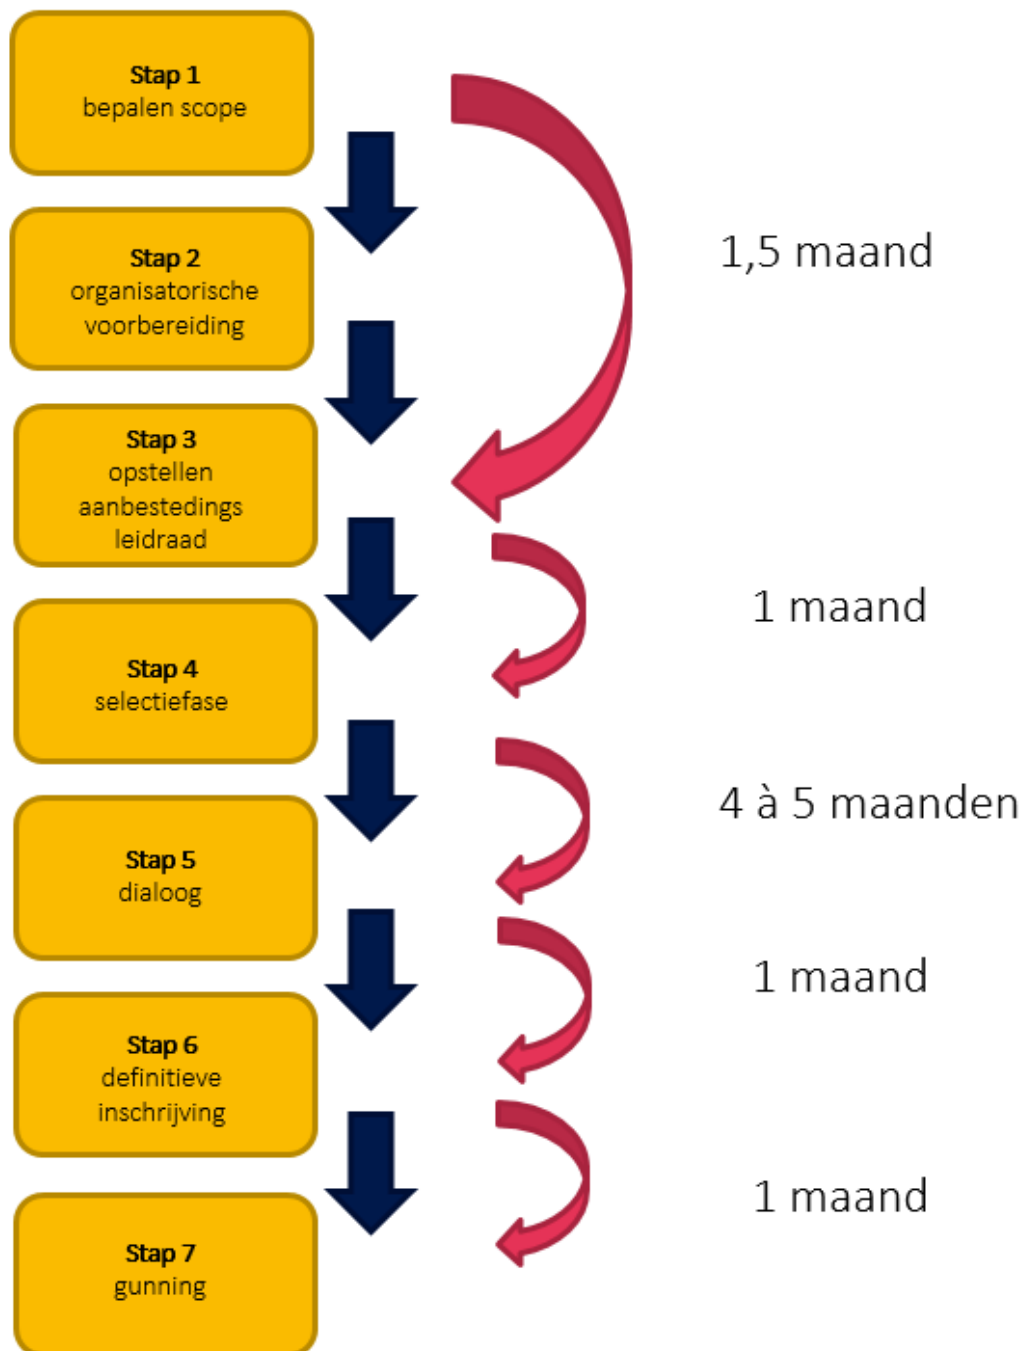 Stap 1
bepalen scope
Stap 2
organisatorische
voorbereiding
1,5 maand
Stap 3
opstellen
aanbestedings
leidraad
1 maand
Stap 4
selectiefase
4 à 5 maanden
Stap 5
dialoog
1 maand
Stap 6
definitieve
inschrijving
1 maand
Stap 7
gunning